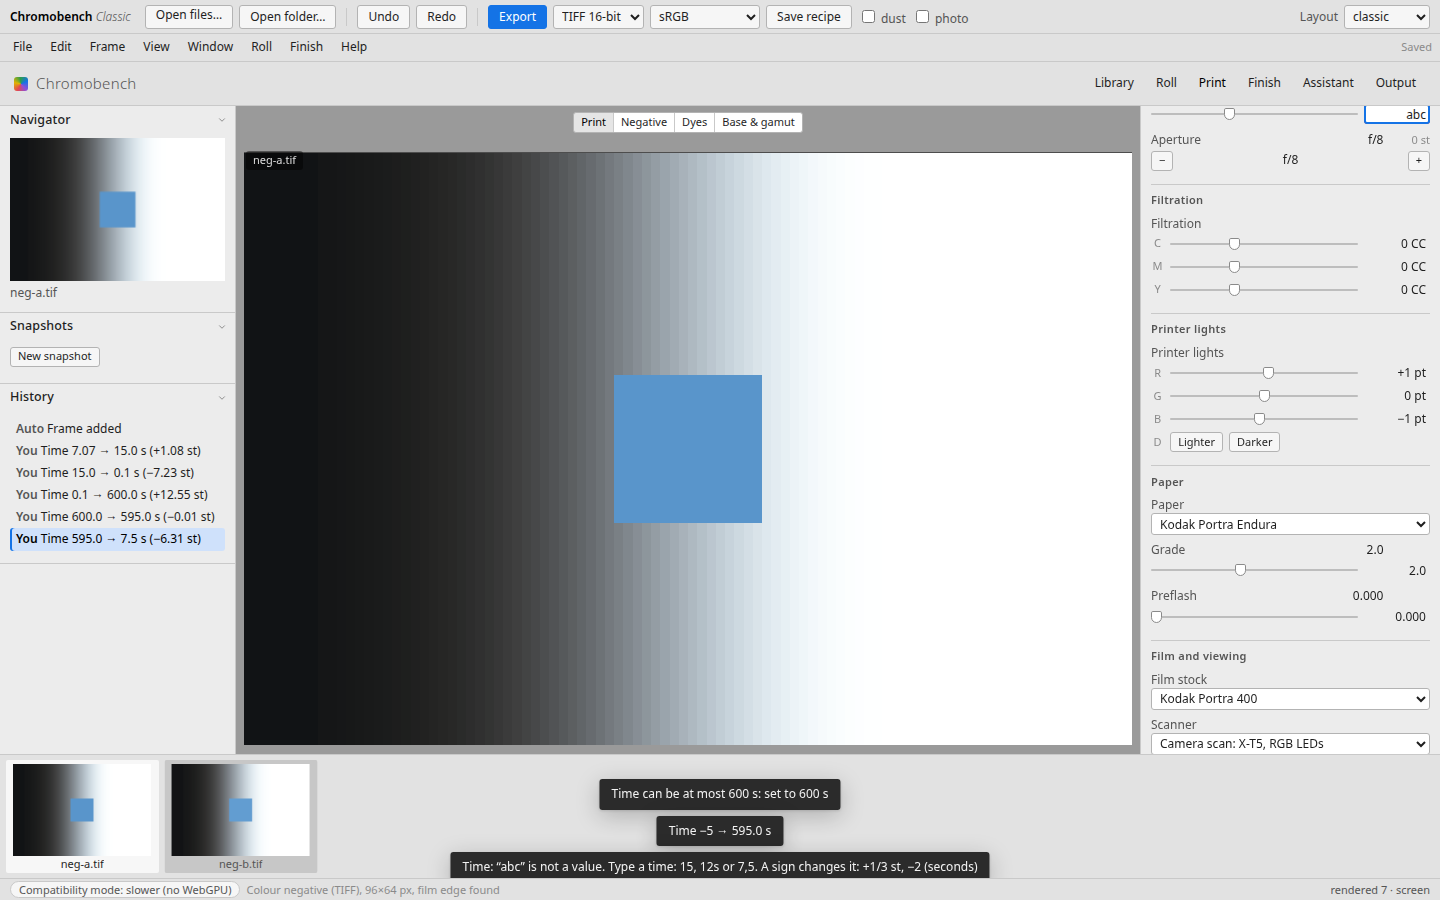 Chromobench Classic Open files... Open folder... Undo Redo Export TIFF 16-bit sRGB Save recipe dust photo Layout classic
File Edit Frame View Window Roll Finish Help Saved
Chromobench Library Roll Print Finish Assistant Output
Navigator
neg-a.tif
Snapshots
New snapshot
History
Auto Frame added
You Time 7.07 → 15.0 s (+1.08 st)
You Time 15.0 → 0.1 s (−7.23 st)
You Time 0.1 → 600.0 s (+12.55 st)
You Time 600.0 → 595.0 s (−0.01 st)
You Time 595.0 → 7.5 s (−6.31 st)
Print Negative Dyes Base & gamut
neg-a.tif
abc
Aperture f/8 0 st
− f/8 +
Filtration
Filtration
C 0 CC
M 0 CC
Y 0 CC
Printer lights
Printer lights
R +1 pt
G 0 pt
B −1 pt
D Lighter Darker
Paper
Paper
Kodak Portra Endura
Grade 2.0
2.0
Preflash 0.000
0.000
Film and viewing
Film stock
Kodak Portra 400
Scanner
Camera scan: X-T5, RGB LEDs
neg-a.tif neg-b.tif
Time can be at most 600 s: set to 600 s
Time −5 → 595.0 s
Time: “abc” is not a value. Type a time: 15, 12s or 7,5. A sign changes it: +1/3 st, −2 (seconds)
Compatibility mode: slower (no WebGPU) Colour negative (TIFF), 96×64 px, film edge found rendered 7 · screen